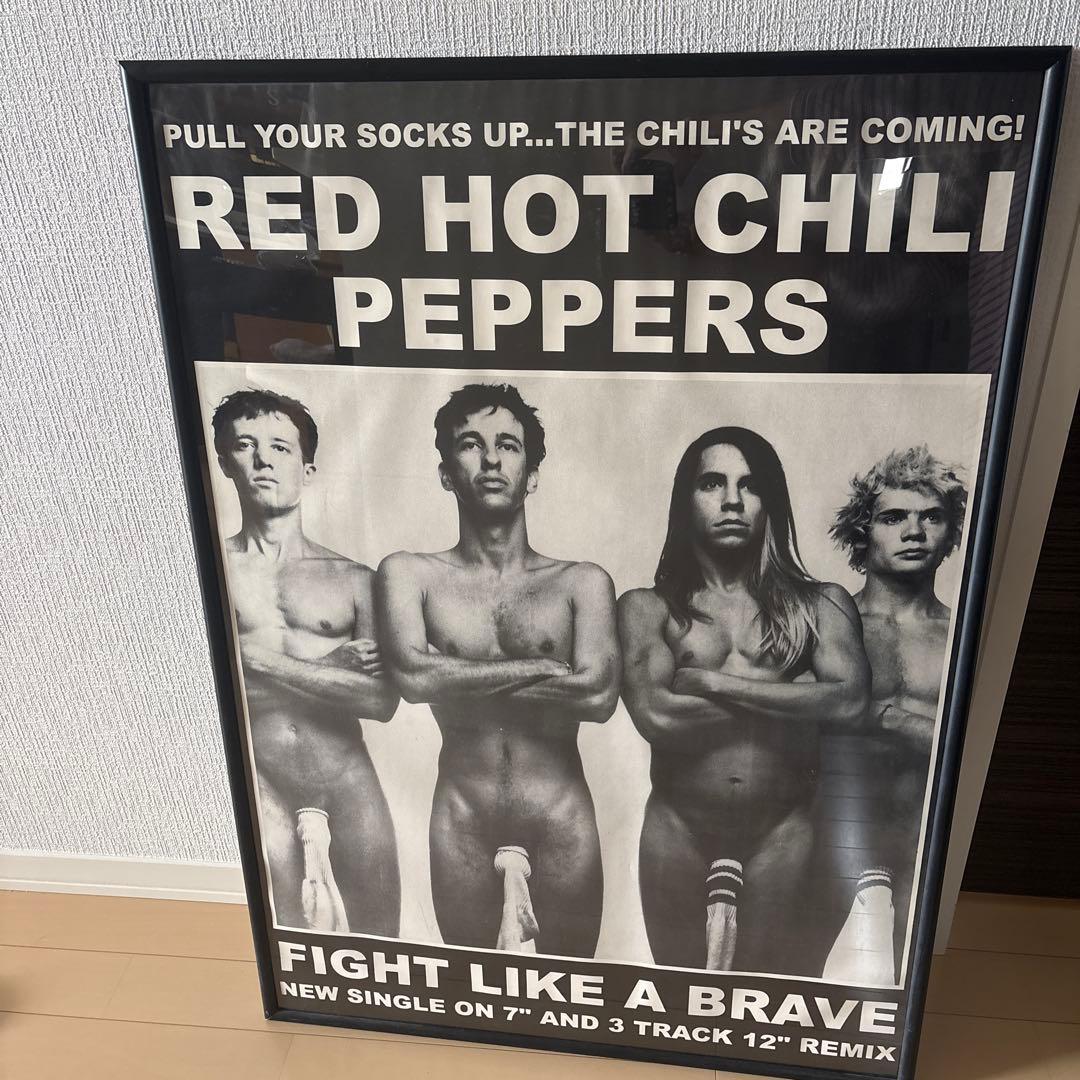 PULL YOUR SOCKS UP...THE CHILI'S ARE COMING!
RED HOT CHILI
PEPPERS
FIGHT LIKE A BRAVE
NEW SINGLE ON 7" AND 3 TRACK 12" REMIX